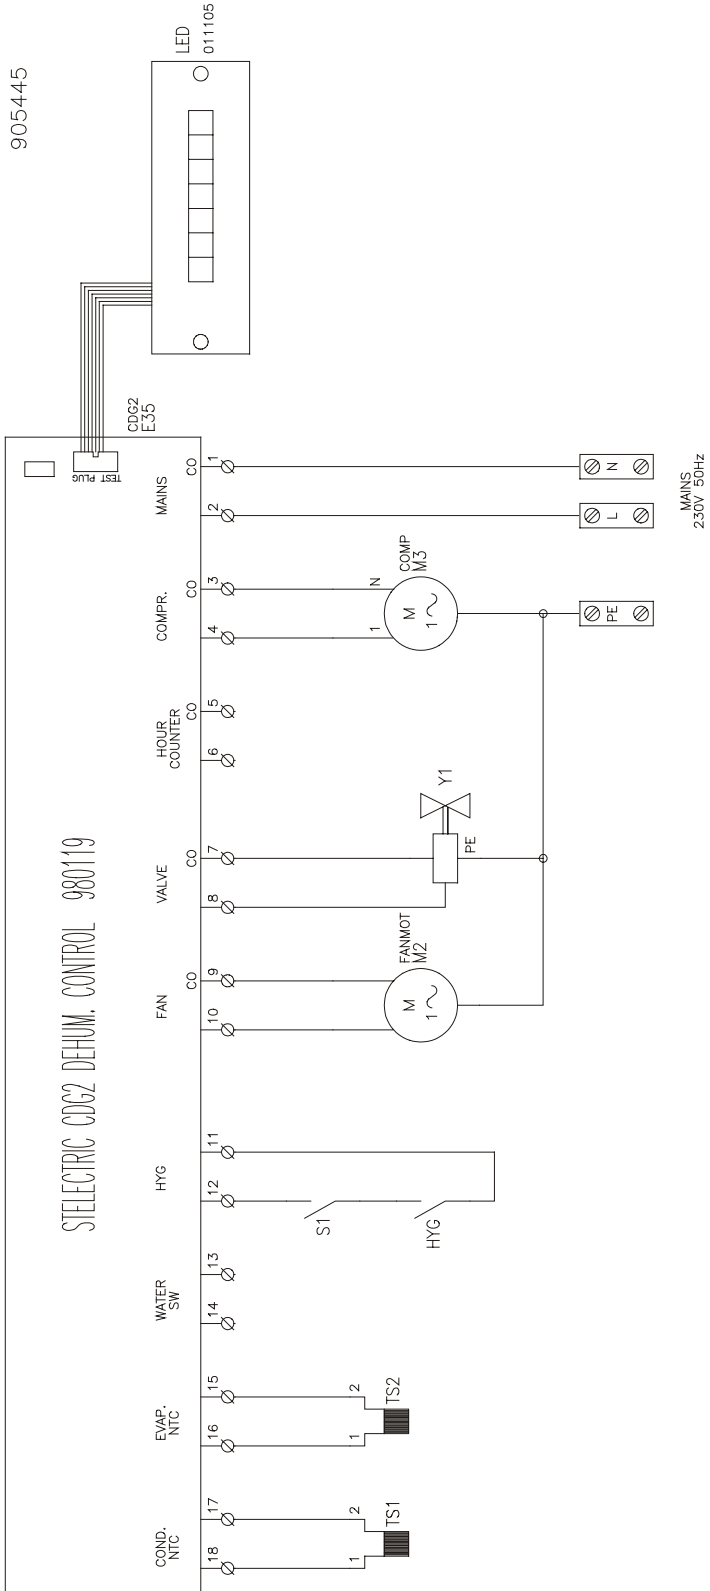 905445
LED
011105
CDG2
E35
TEST PLUG
STELECTRIC CDG2 DEHUM. CONTROL 980119
COND.
NTC
EVAP.
NTC
WATER
SW
HYG
FAN
CO
VALVE
CO
HOUR
COUNTER
CO
COMPR.
CO
MAINS
CO
18 17 16 15 14 13 12 11 10 9 8 7 6 5 4 3 2 1
1 2
TS1
1 2
TS2
S1
HYG
FANMOT
M2
M
1
Y1
PE
1 N
COMP
M3
M
1
PE
L
N
MAINS
230V 50Hz